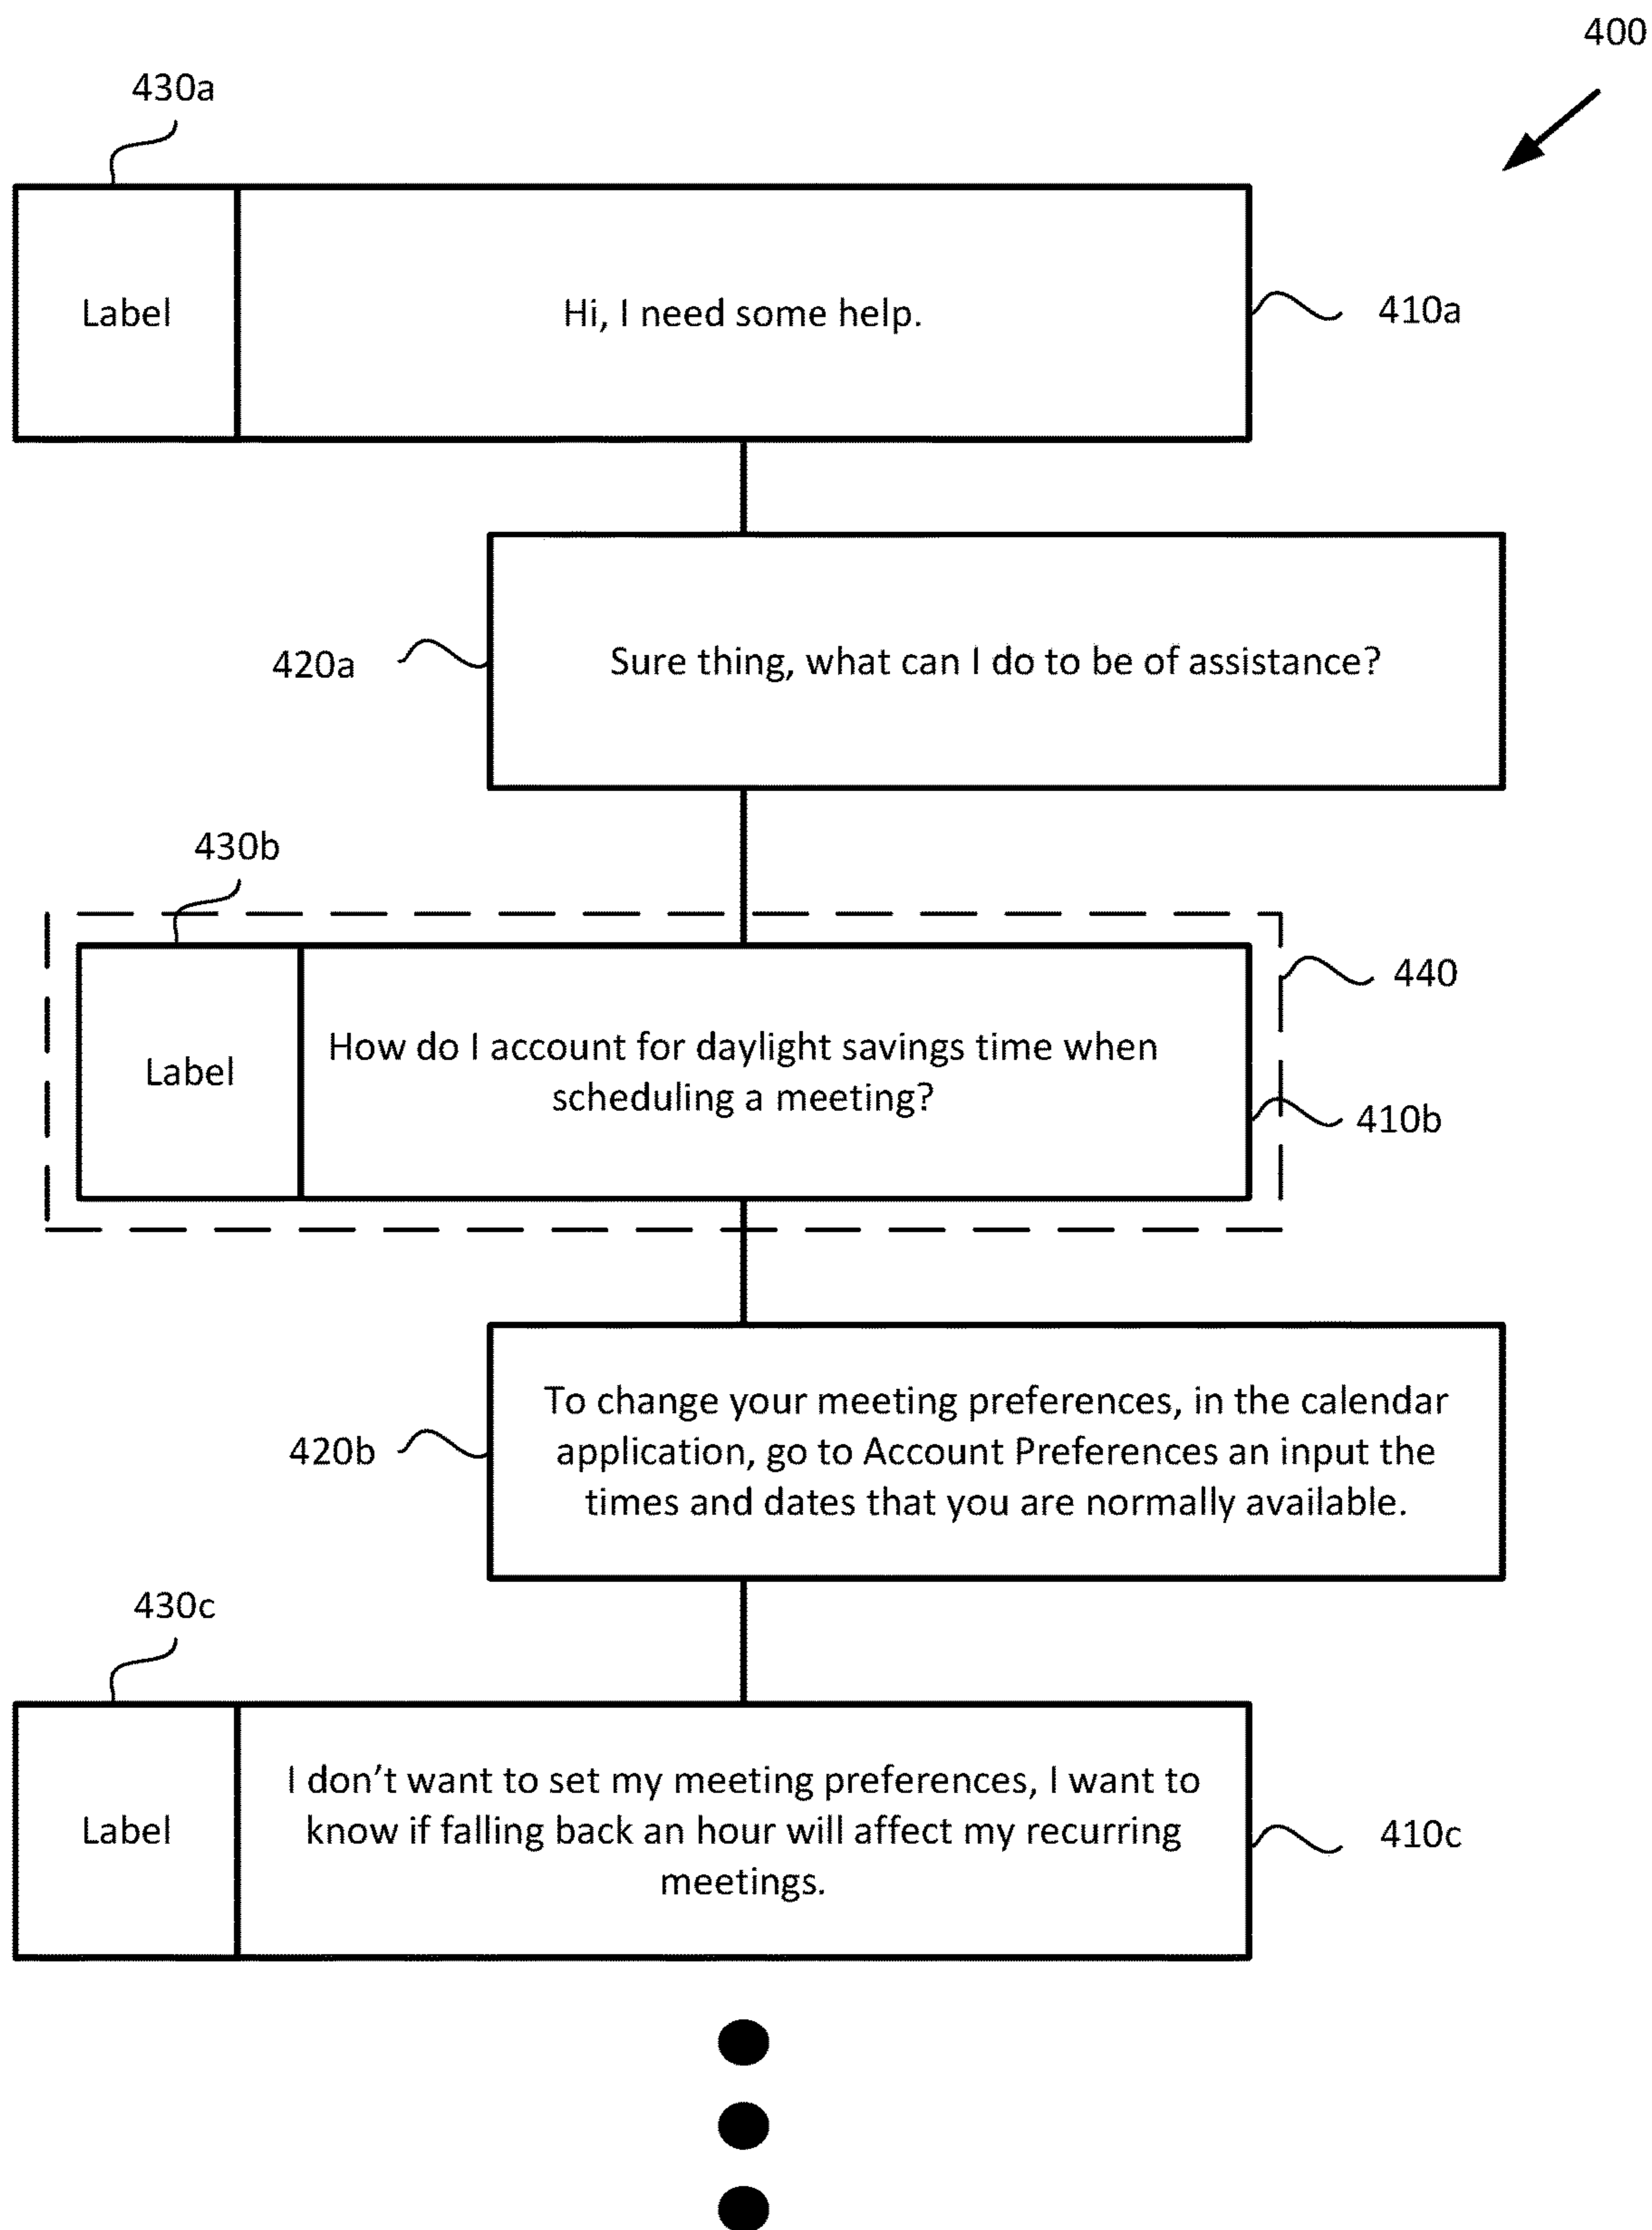 400
430a
Label
Hi, I need some help.
410a
420a
Sure thing, what can I do to be of assistance?
430b
440
Label
How do I account for daylight savings time when
scheduling a meeting?
410b
420b
To change your meeting preferences, in the calendar
application, go to Account Preferences an input the
times and dates that you are normally available.
430c
Label
I don't want to set my meeting preferences, I want to
know if falling back an hour will affect my recurring
meetings.
410c